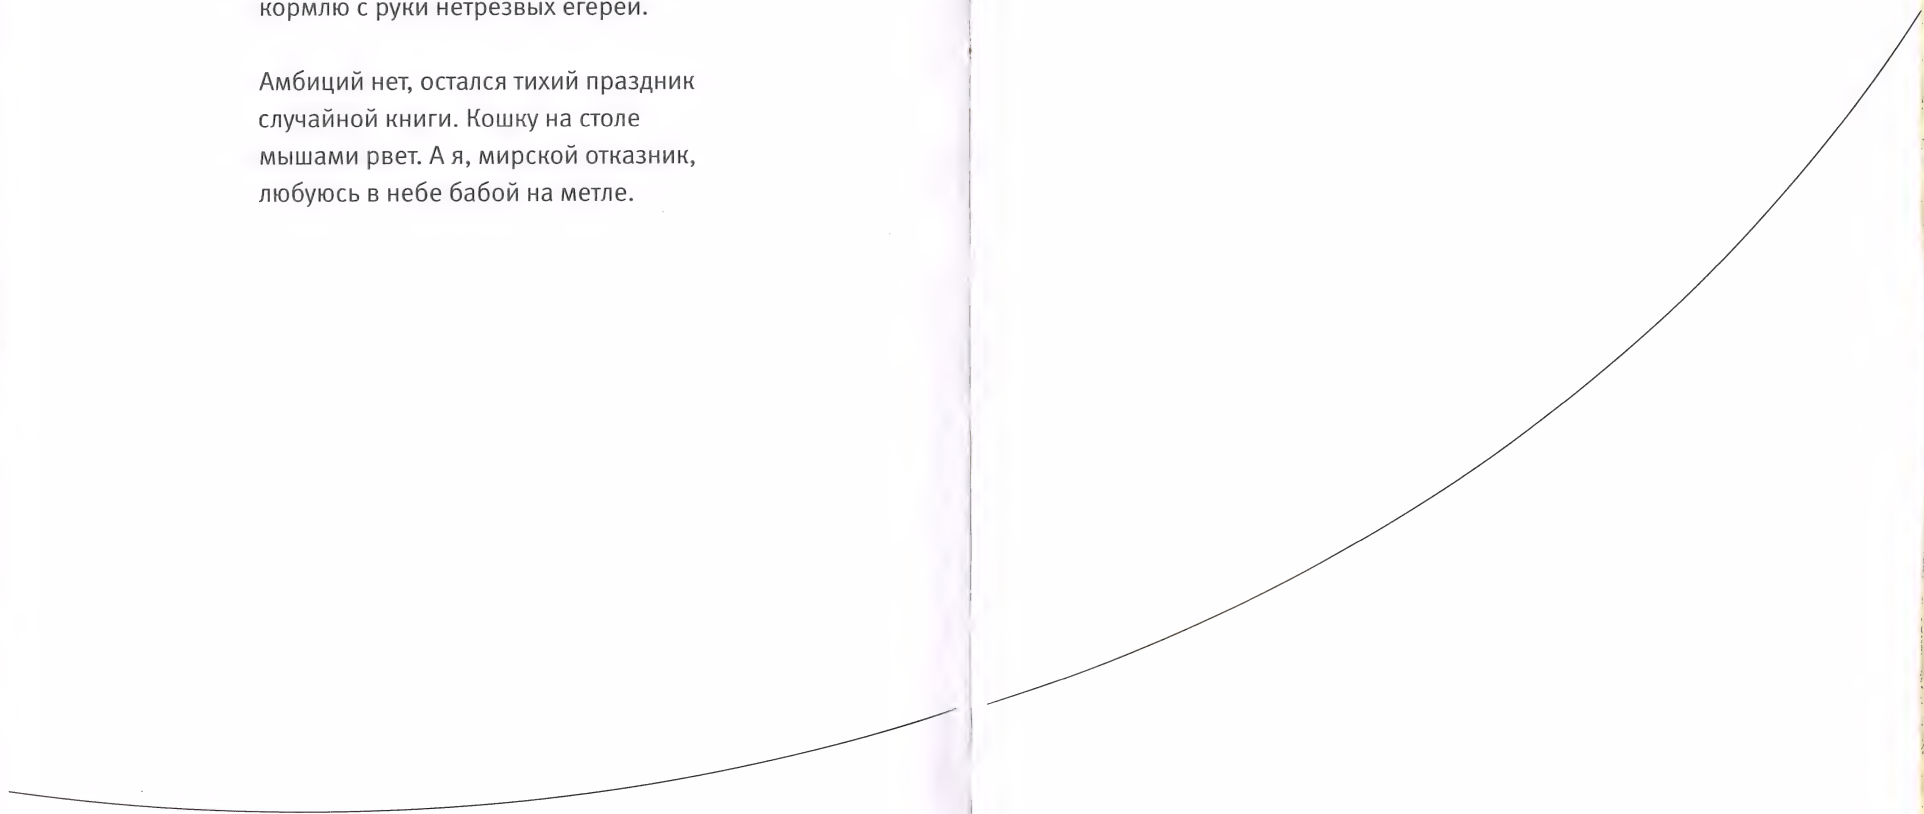 кормлю с руки нетрезвых егерей.
Амбиций нет, остался тихий праздник
случайной книги. Кошку на столе
мышами рвет. А я, мирской отказник,
любуюсь в небе бабой на метле.